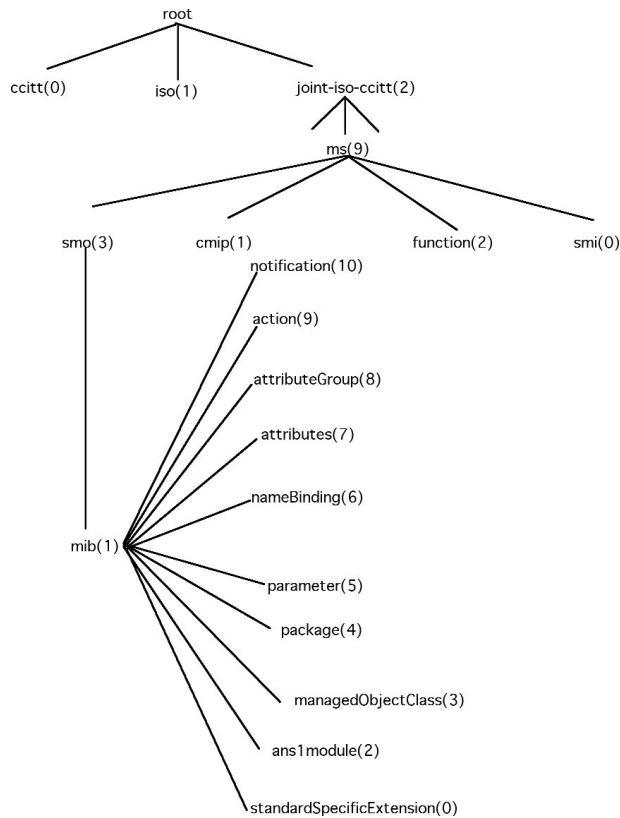 root
ccitt(0)
iso(1)
joint-iso-ccitt(2)
ms(9)
smo(3)
cmip(1)
function(2)
smi(0)
notification(10)
action(9)
attributeGroup(8)
attributes(7)
nameBinding(6)
mib(1)
parameter(5)
package(4)
managedObjectClass(3)
ans1module(2)
standardSpecificExtension(0)